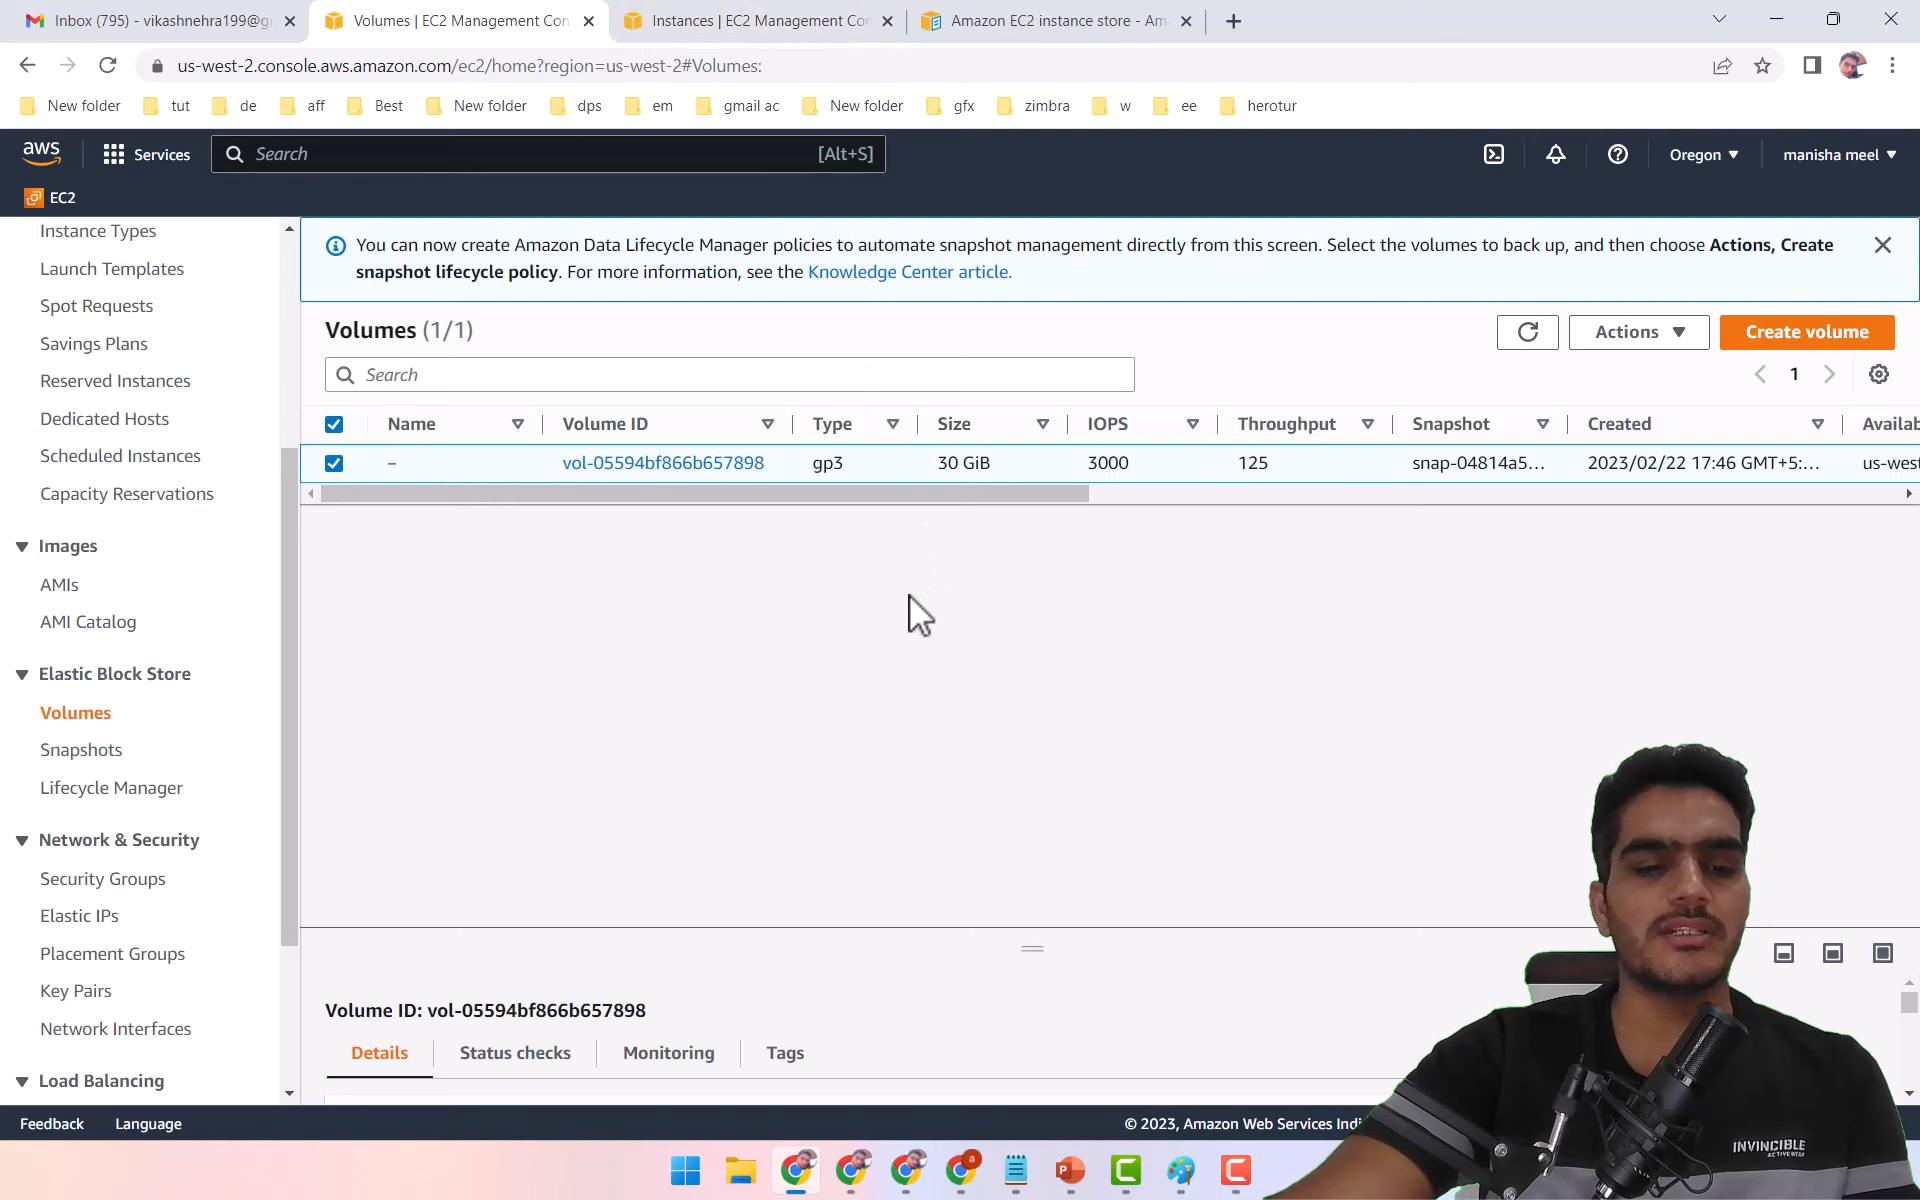 Inbox (795) - vikashnehra199@g
Volumes | EC2 Management Con
Instances | EC2 Management Con
Amazon EC2 instance store - Am
us-west-2.console.aws.amazon.com/ec2/home?region=us-west-2#Volumes:
New folder tut de aff Best New folder dps em gmail ac New folder gfx zimbra w ee herotur
aws Services Search [Alt+S] Oregon manisha meel
EC2
Instance Types
Launch Templates
Spot Requests
Savings Plans
Reserved Instances
Dedicated Hosts
Scheduled Instances
Capacity Reservations
Images
AMIs
AMI Catalog
Elastic Block Store
Volumes
Snapshots
Lifecycle Manager
Network & Security
Security Groups
Elastic IPs
Placement Groups
Key Pairs
Network Interfaces
Load Balancing
You can now create Amazon Data Lifecycle Manager policies to automate snapshot management directly from this screen. Select the volumes to back up, and then choose Actions, Create
snapshot lifecycle policy. For more information, see the Knowledge Center article.
Volumes (1/1)
Actions
Create volume
Search
1
Name Volume ID Type Size IOPS Throughput Snapshot Created Availab
– vol-05594bf866b657898 gp3 30 GiB 3000 125 snap-04814a5... 2023/02/22 17:46 GMT+5:... us-west
Volume ID: vol-05594bf866b657898
Details Status checks Monitoring Tags
Feedback Language © 2023, Amazon Web Services Indi
INVINCIBLE